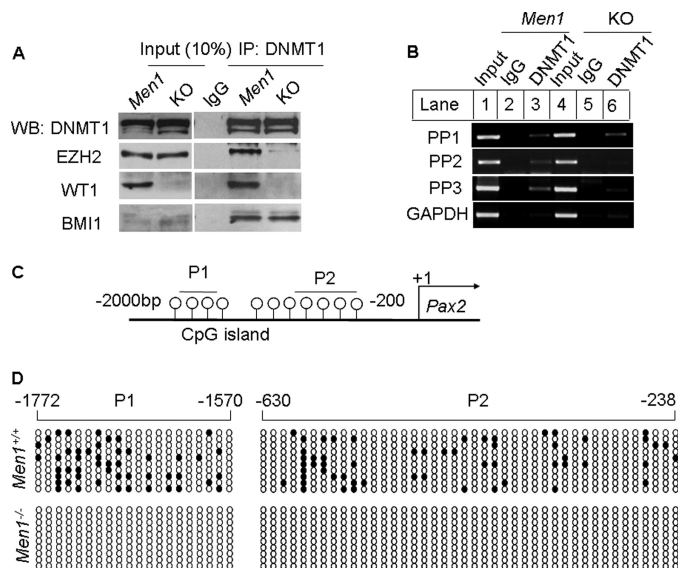 A
Input (10%) IP: DNMT1
Men1 KO IgG Men1 KO
WB: DNMT1
EZH2
WT1
BMI1
B
Men1 KO
Input IgG DNMT1 Input IgG DNMT1
Lane 1 2 3 4 5 6
PP1
PP2
PP3
GAPDH
C
P1 P2 +1
-2000bp -200 Pax2
CpG island
D
-1772 P1 -1570 -630 P2 -238
Men1+/+
Men1-/-